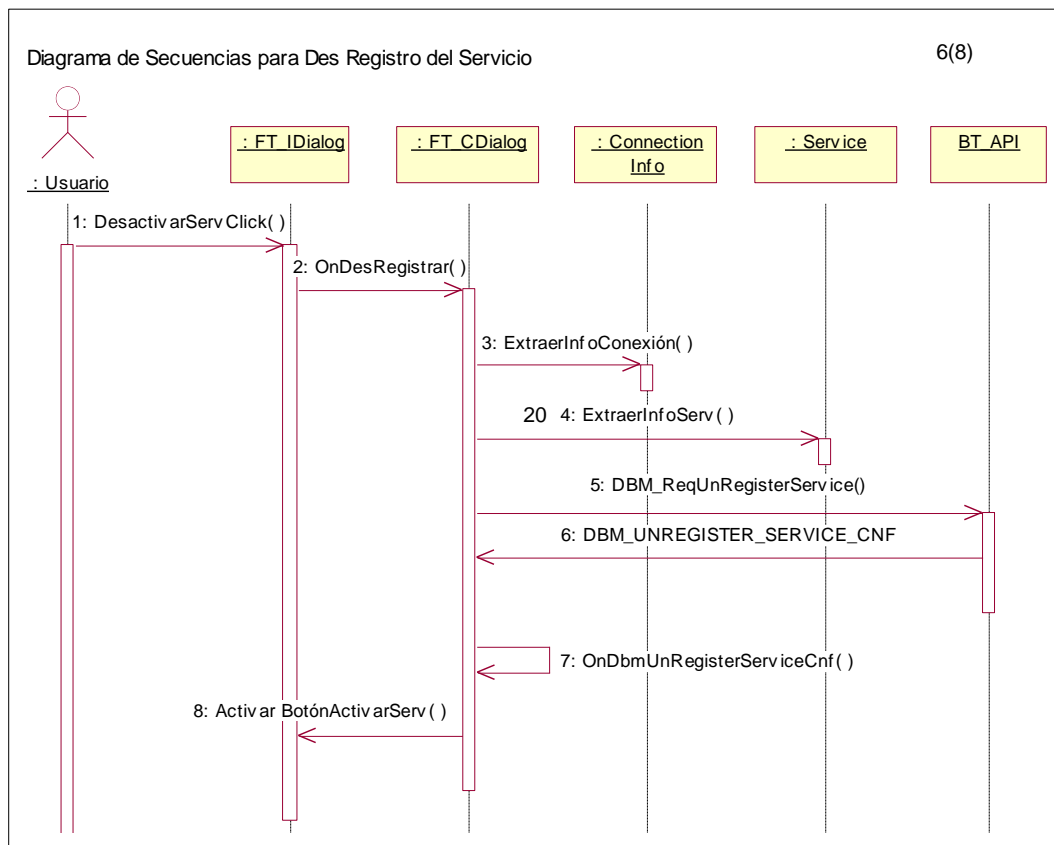 Diagrama de Secuencias para Des Registro del Servicio
6(8)
: Usuario
: FT_IDialog
: FT_CDialog
: Connection
Info
: Service
BT_API
1: DesactivarServClick( )
2: OnDesRegistrar( )
3: ExtraerInfoConexión( )
20
4: ExtraerInfoServ( )
5: DBM_ReqUnRegisterService()
6: DBM_UNREGISTER_SERVICE_CNF
7: OnDbmUnRegisterServiceCnf( )
8: Activar BotónActivarServ( )